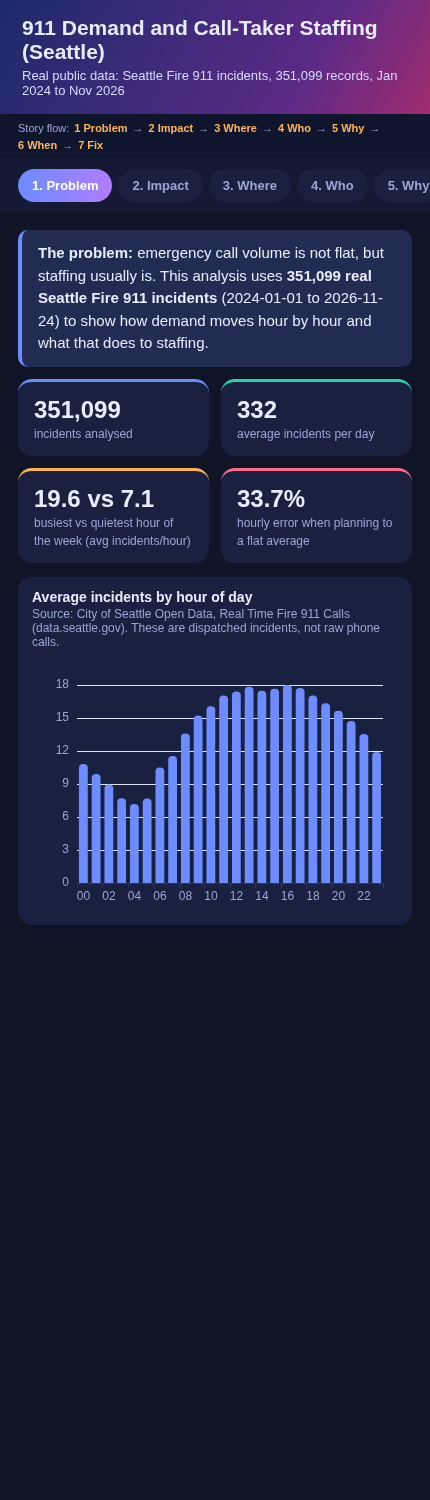 911 Demand and Call-Taker Staffing
(Seattle)
Real public data: Seattle Fire 911 incidents, 351,099 records, Jan
2024 to Nov 2026
Story flow: 1 Problem → 2 Impact → 3 Where → 4 Who → 5 Why →
6 When → 7 Fix
1. Problem 2. Impact 3. Where 4. Who 5. Why
The problem: emergency call volume is not flat, but
staffing usually is. This analysis uses 351,099 real
Seattle Fire 911 incidents (2024-01-01 to 2026-11-
24) to show how demand moves hour by hour and
what that does to staffing.
351,099
incidents analysed
332
average incidents per day
19.6 vs 7.1
busiest vs quietest hour of
the week (avg incidents/hour)
33.7%
hourly error when planning to
a flat average
Average incidents by hour of day
Source: City of Seattle Open Data, Real Time Fire 911 Calls
(data.seattle.gov). These are dispatched incidents, not raw phone
calls.
18
15
12
9
6
3
0
00 02 04 06 08 10 12 14 16 18 20 22